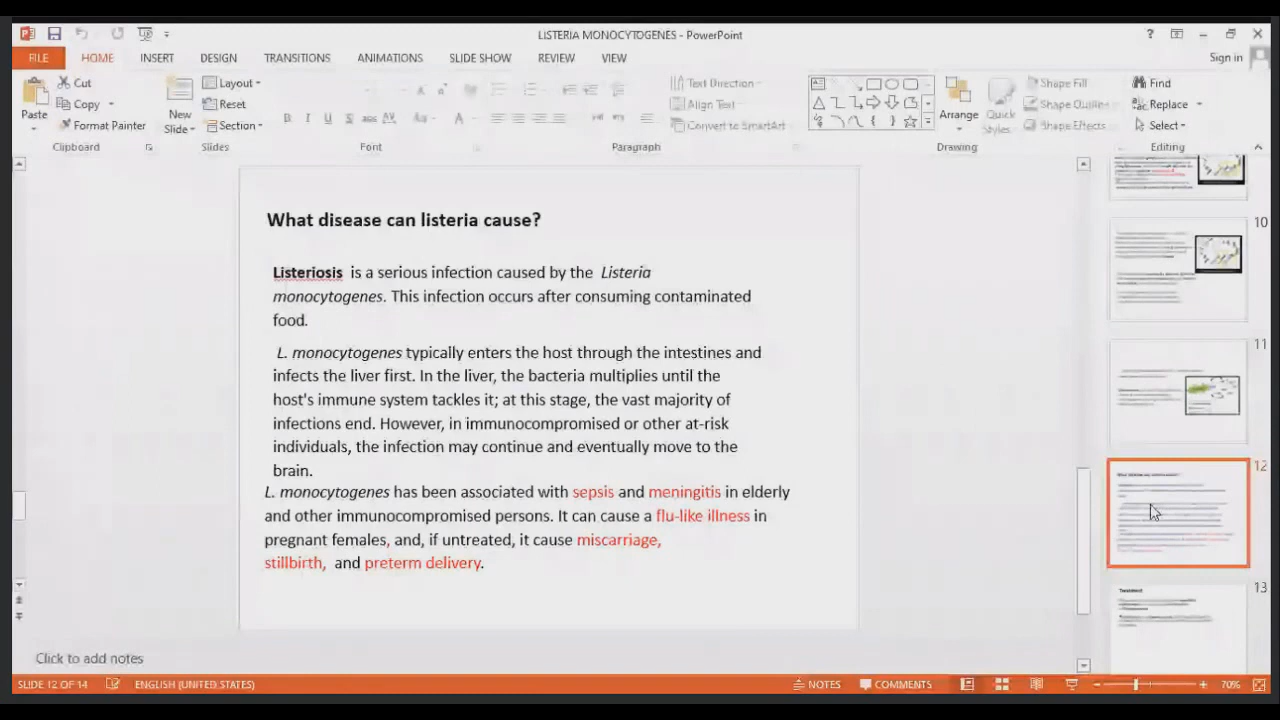 LISTERIA MONOCYTOGENES - PowerPoint
?
FILE
HOME
INSERT
DESIGN
TRANSITIONS
ANIMATIONS
SLIDE SHOW
REVIEW
VIEW
Sign in
Paste
Cut
Copy
Format Painter
Clipboard
New
Slide
Layout
Reset
Section
Slides
B I U S abc AV Aa A
Font
Text Direction
Align Text
Convert to SmartArt
Paragraph
Arrange
Quick
Styles
Shape Fill
Shape Outline
Shape Effects
Drawing
Find
Replace
Select
Editing
What disease can listeria cause?
Listeriosis is a serious infection caused by the Listeria
monocytogenes. This infection occurs after consuming contaminated
food.
L. monocytogenes typically enters the host through the intestines and
infects the liver first. In the liver, the bacteria multiplies until the
host's immune system tackles it; at this stage, the vast majority of
infections end. However, in immunocompromised or other at-risk
individuals, the infection may continue and eventually move to the
brain.
L. monocytogenes has been associated with sepsis and meningitis in elderly
and other immunocompromised persons. It can cause a flu-like illness in
pregnant females, and, if untreated, it cause miscarriage,
stillbirth, and preterm delivery.
10
11
12
13
Treatment
Click to add notes
SLIDE 12 OF 14
ENGLISH (UNITED STATES)
NOTES
COMMENTS
70%